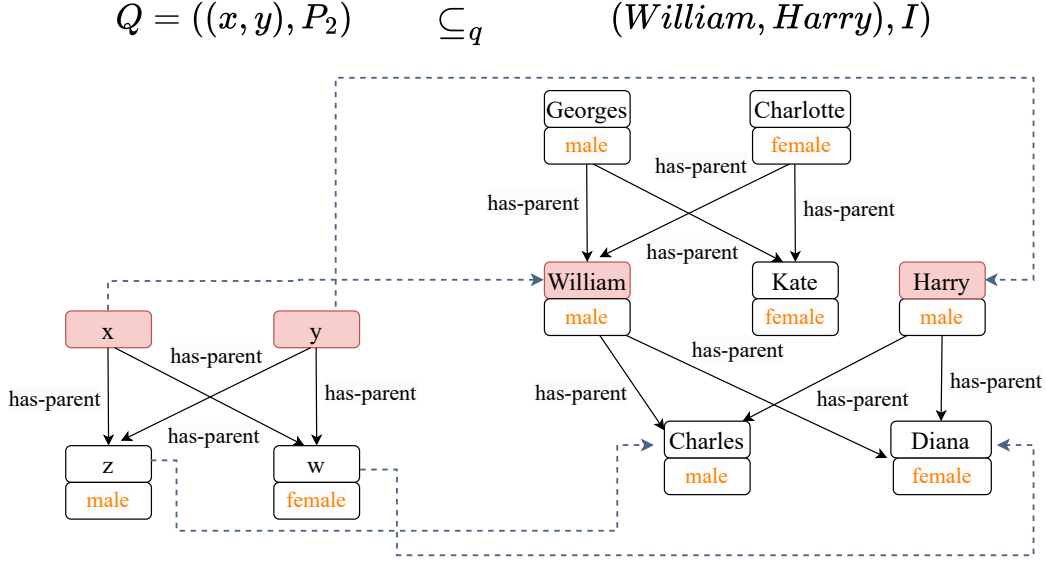 Q = ((x, y), P₂) ⊆q (William, Harry), I)
Georges Charlotte
male female
has-parent
has-parent has-parent
has-parent
William Kate Harry
male female male
x y
has-parent has-parent
has-parent has-parent has-parent has-parent has-parent
has-parent
Charles Diana
z w
male female
male female